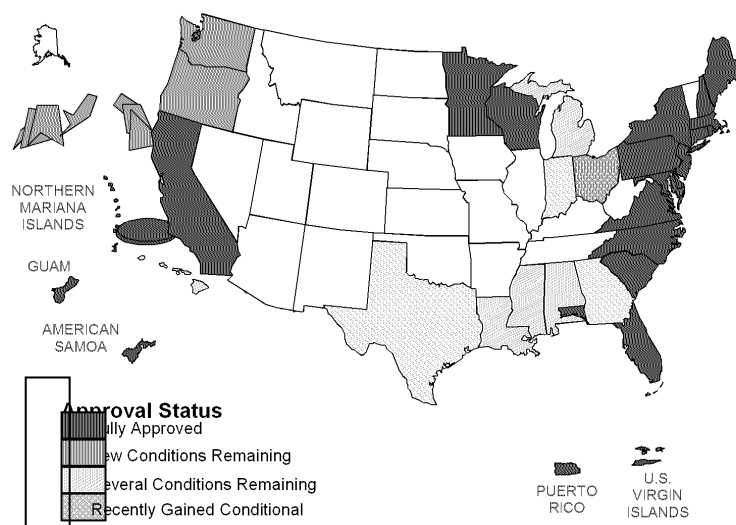 NORTHERN
MARIANA
ISLANDS
GUAM
AMERICAN
SAMOA
Approval Status
ully Approved
ew Conditions Remaining
everal Conditions Remaining
Recently Gained Conditional
PUERTO
RICO
U.S.
VIRGIN
ISLANDS